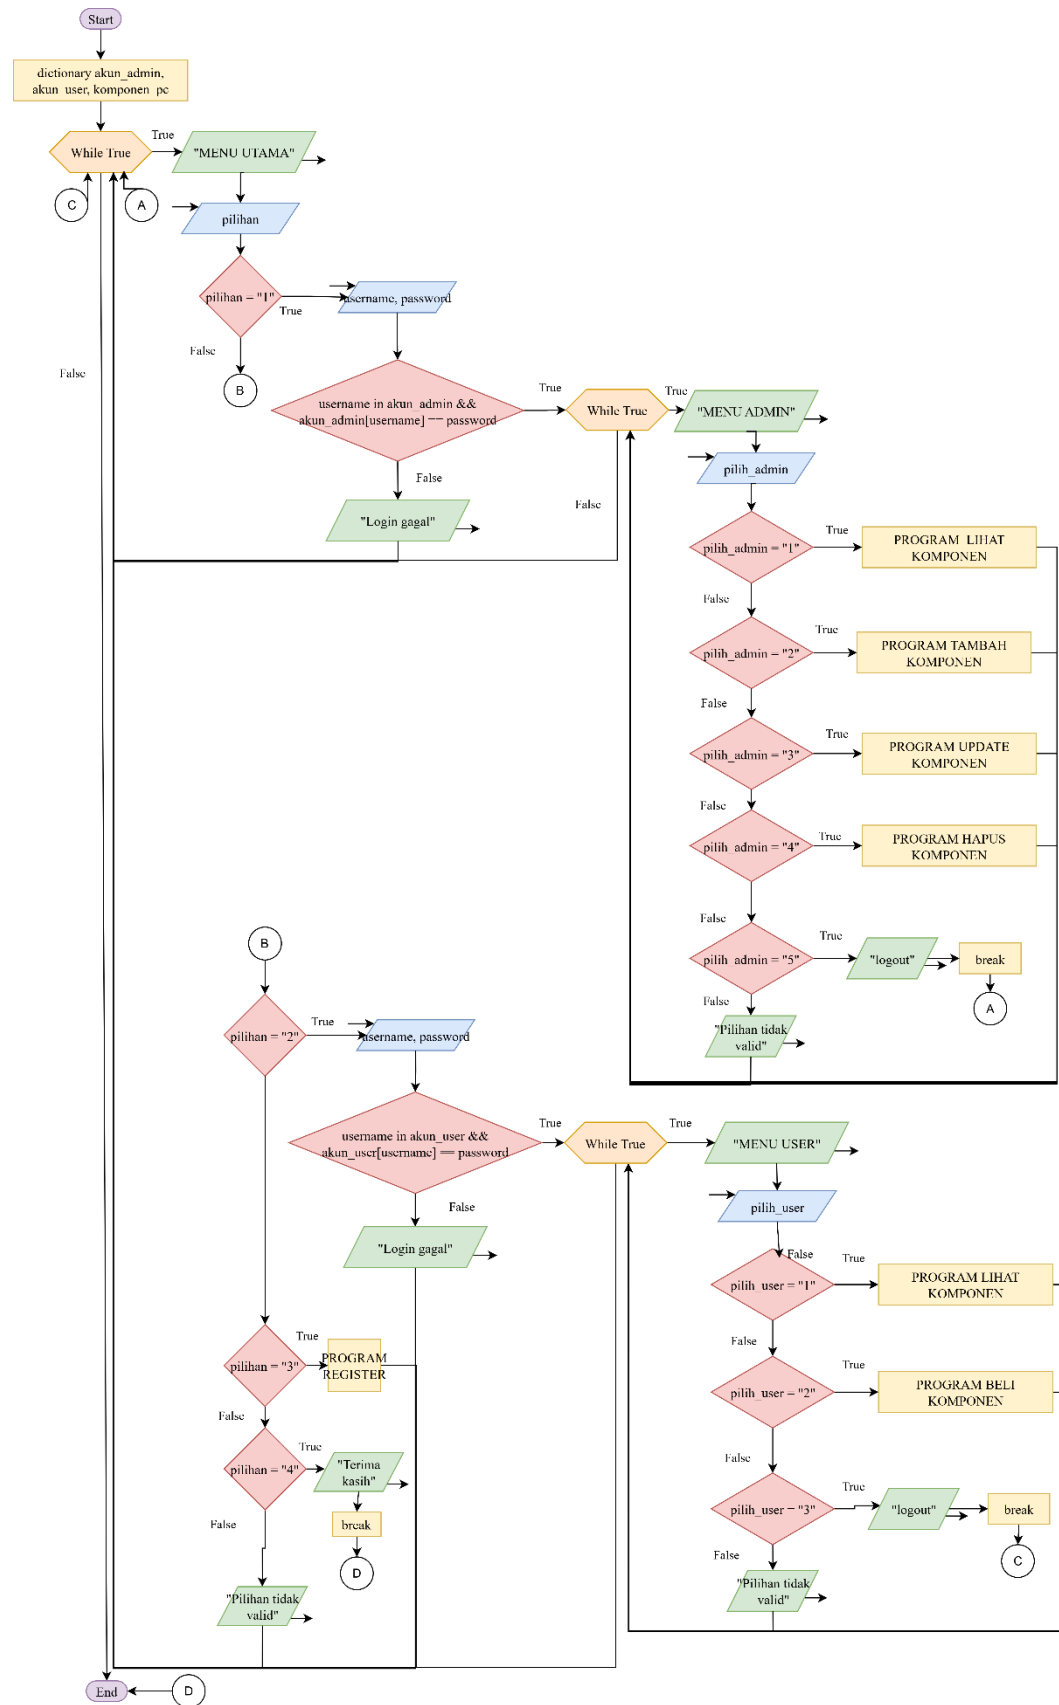 Start
dictionary akun_admin,
akun_user, komponen_pc
While True
True
"MENU UTAMA"
C
A
pilihan
pilihan = "1"
True
username, password
False
False
B
username in akun_admin &&
akun_admin[username] == password
True
While True
True
"MENU ADMIN"
pilih_admin
False
False
"Login gagal"
pilih_admin = "1"
True
PROGRAM LIHAT
KOMPONEN
False
pilih_admin = "2"
True
PROGRAM TAMBAH
KOMPONEN
False
pilih_admin = "3"
True
PROGRAM UPDATE
KOMPONEN
False
pilih_admin = "4"
True
PROGRAM HAPUS
KOMPONEN
False
pilih_admin = "5"
True
"logout"
break
A
False
"Pilihan tidak
valid"
B
pilihan = "2"
True
username, password
username in akun_user &&
akun_user[username] == password
True
While True
True
"MENU USER"
pilih_user
False
"Login gagal"
False
pilih_user = "1"
True
PROGRAM LIHAT
KOMPONEN
False
pilih_user = "2"
True
PROGRAM BELI
KOMPONEN
False
pilih_user = "3"
True
"logout"
break
C
False
"Pilihan tidak
valid"
pilihan = "3"
True
PROGRAM
REGISTER
False
pilihan = "4"
True
"Terima
kasih"
break
D
False
"Pilihan tidak
valid"
End
D